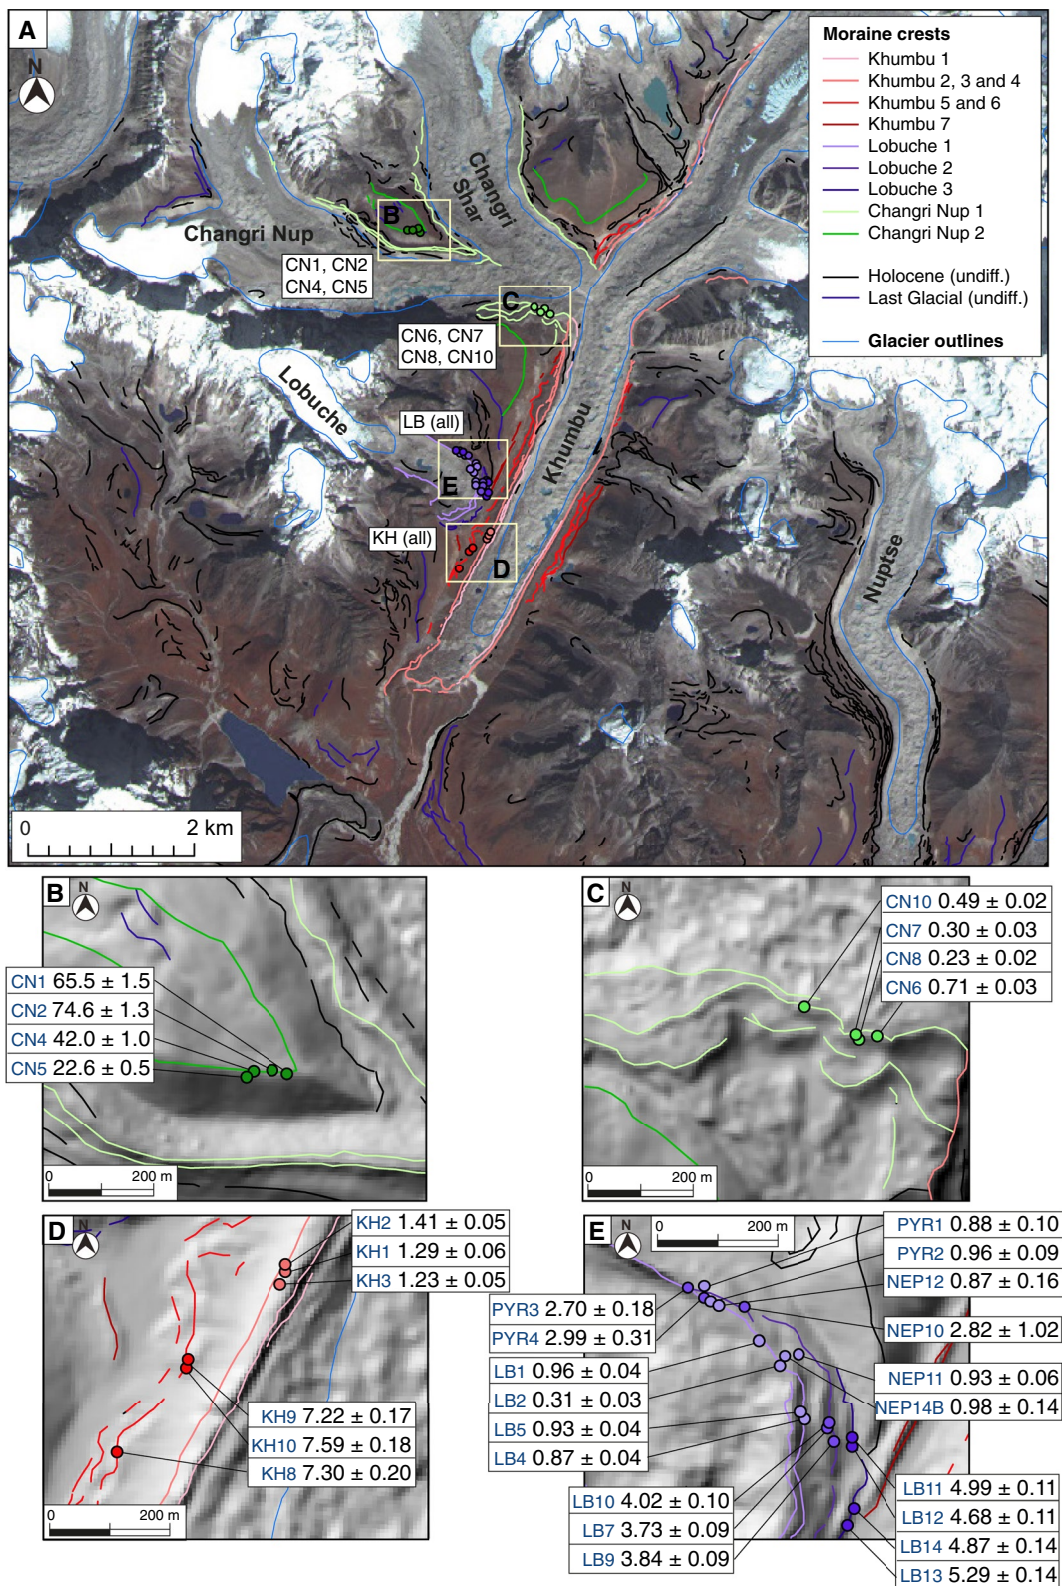 A
N
Moraine crests
Khumbu 1
Khumbu 2, 3 and 4
Khumbu 5 and 6
Khumbu 7
Lobuche 1
Lobuche 2
Lobuche 3
Changri Nup 1
Changri Nup 2
Holocene (undiff.)
Last Glacial (undiff.)
Glacier outlines
Changri
Shar
B
Changri Nup
CN1, CN2
CN4, CN5
C
CN6, CN7
CN8, CN10
Lobuche
LB (all)
E
Khumbu
KH (all)
D
Nuptse
0 2 km
B
N
CN1 65.5 ± 1.5
CN2 74.6 ± 1.3
CN4 42.0 ± 1.0
CN5 22.6 ± 0.5
0 200 m
C
N
CN10 0.49 ± 0.02
CN7 0.30 ± 0.03
CN8 0.23 ± 0.02
CN6 0.71 ± 0.03
0 200 m
D
N
KH2 1.41 ± 0.05
KH1 1.29 ± 0.06
KH3 1.23 ± 0.05
KH9 7.22 ± 0.17
KH10 7.59 ± 0.18
KH8 7.30 ± 0.20
0 200 m
E
N
0 200 m
PYR1 0.88 ± 0.10
PYR2 0.96 ± 0.09
NEP12 0.87 ± 0.16
PYR3 2.70 ± 0.18
PYR4 2.99 ± 0.31
NEP10 2.82 ± 1.02
LB1 0.96 ± 0.04
LB2 0.31 ± 0.03
LB5 0.93 ± 0.04
LB4 0.87 ± 0.04
NEP11 0.93 ± 0.06
NEP14B 0.98 ± 0.14
LB10 4.02 ± 0.10
LB7 3.73 ± 0.09
LB9 3.84 ± 0.09
LB11 4.99 ± 0.11
LB12 4.68 ± 0.11
LB14 4.87 ± 0.14
LB13 5.29 ± 0.14